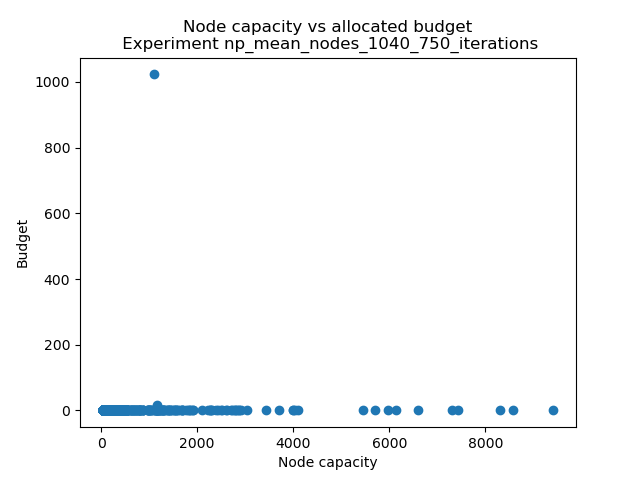 Node capacity vs allocated budget
Experiment np_mean_nodes_1040_750_iterations
1000
800
600
400
200
0
Budget
0 2000 4000 6000 8000
Node capacity